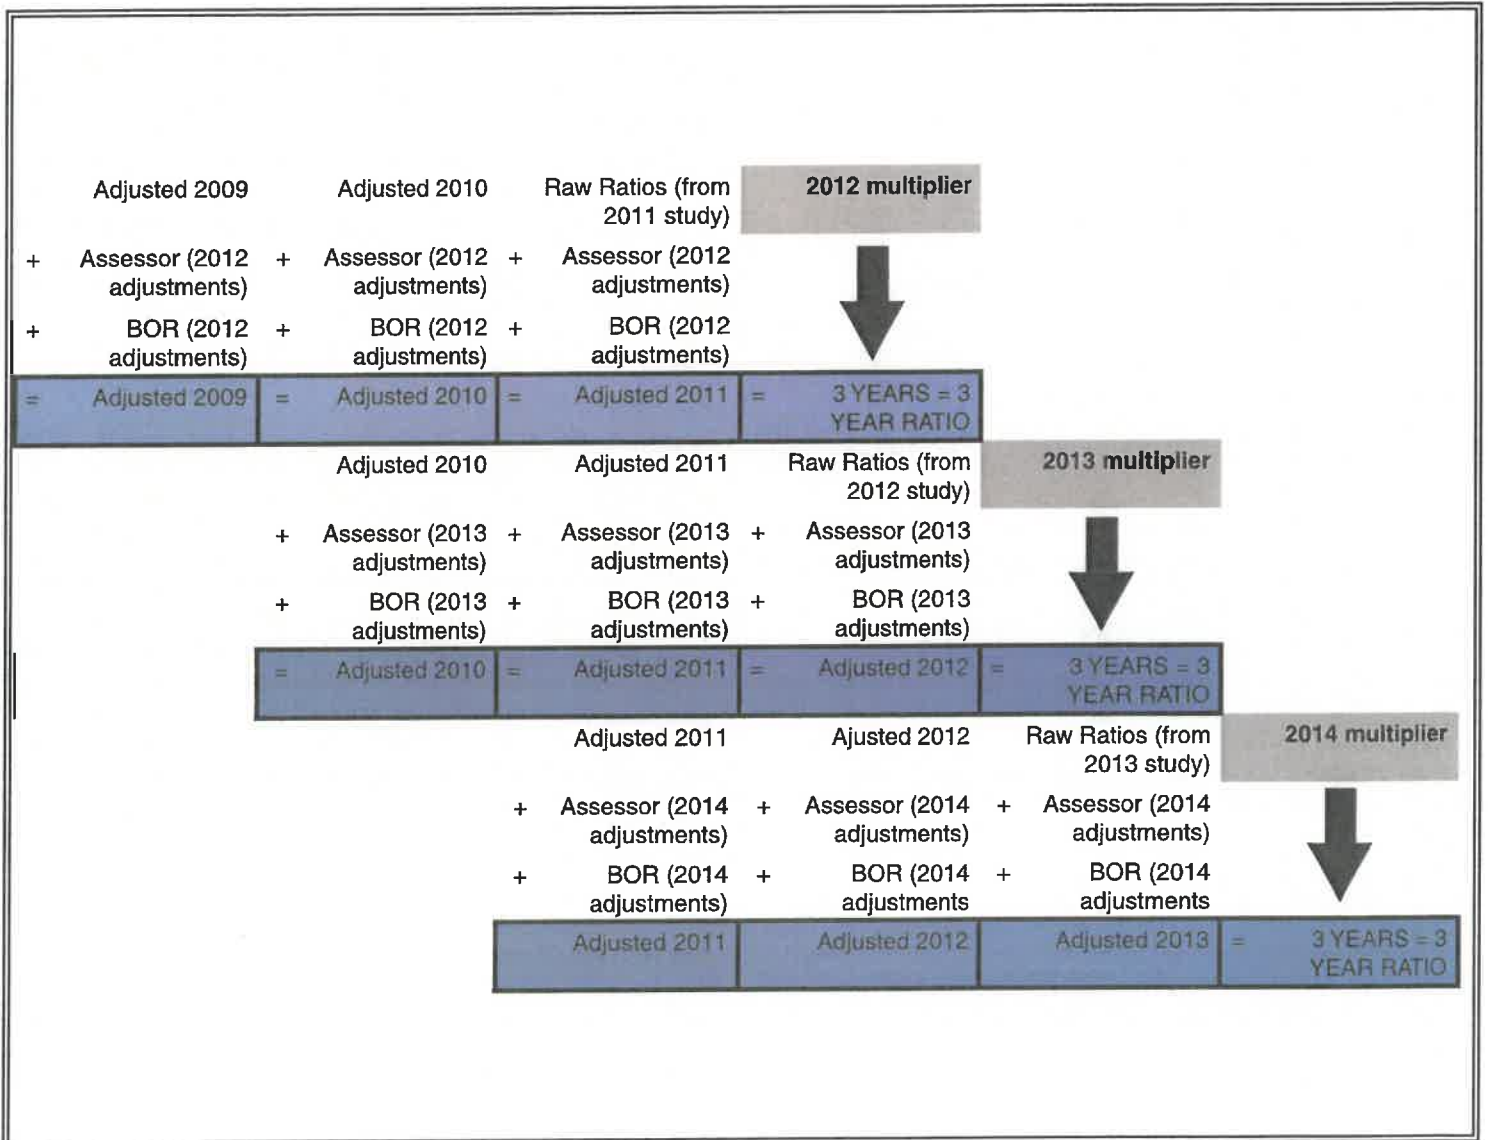 Adjusted 2009 Adjusted 2010 Raw Ratios (from 2012 multiplier
2011 study)
+ Assessor (2012 + Assessor (2012 + Assessor (2012
adjustments) adjustments) adjustments)
+ BOR (2012 + BOR (2012 + BOR (2012
adjustments) adjustments) adjustments)
= Adjusted 2009 = Adjusted 2010 = Adjusted 2011 = 3 YEARS = 3
YEAR RATIO
Adjusted 2010 Adjusted 2011 Raw Ratios (from 2013 multiplier
2012 study)
+ Assessor (2013 + Assessor (2013 + Assessor (2013
adjustments) adjustments) adjustments)
+ BOR (2013 + BOR (2013 + BOR (2013
adjustments) adjustments) adjustments)
= Adjusted 2010 = Adjusted 2011 = Adjusted 2012 = 3 YEARS = 3
YEAR RATIO
Adjusted 2011 Ajusted 2012 Raw Ratios (from 2014 multiplier
2013 study)
+ Assessor (2014 + Assessor (2014 + Assessor (2014
adjustments) adjustments) adjustments)
+ BOR (2014 + BOR (2014 + BOR (2014
adjustments) adjustments adjustments
Adjusted 2011 Adjusted 2012 Adjusted 2013 = 3 YEARS = 3
YEAR RATIO